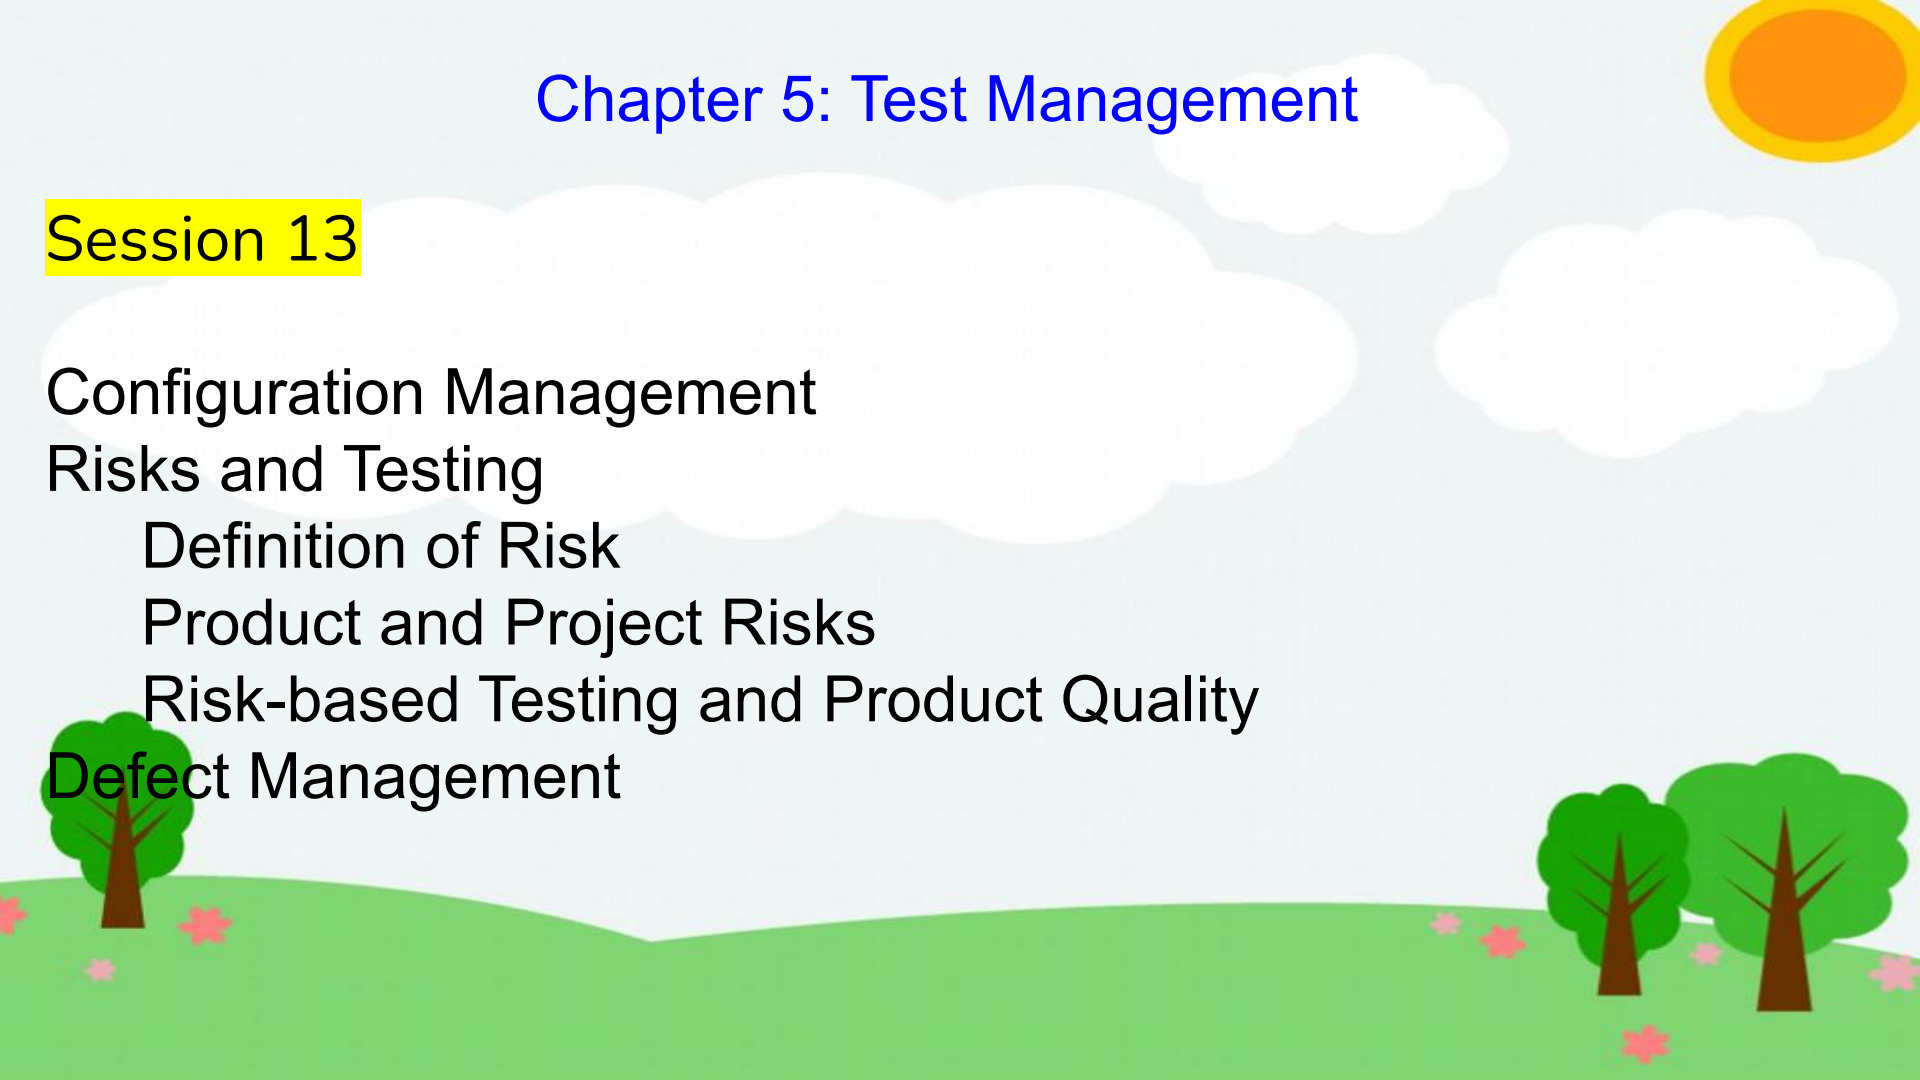 Chapter 5: Test Management
Session 13
Configuration Management
Risks and Testing
Definition of Risk
Product and Project Risks
Risk-based Testing and Product Quality
Defect Management